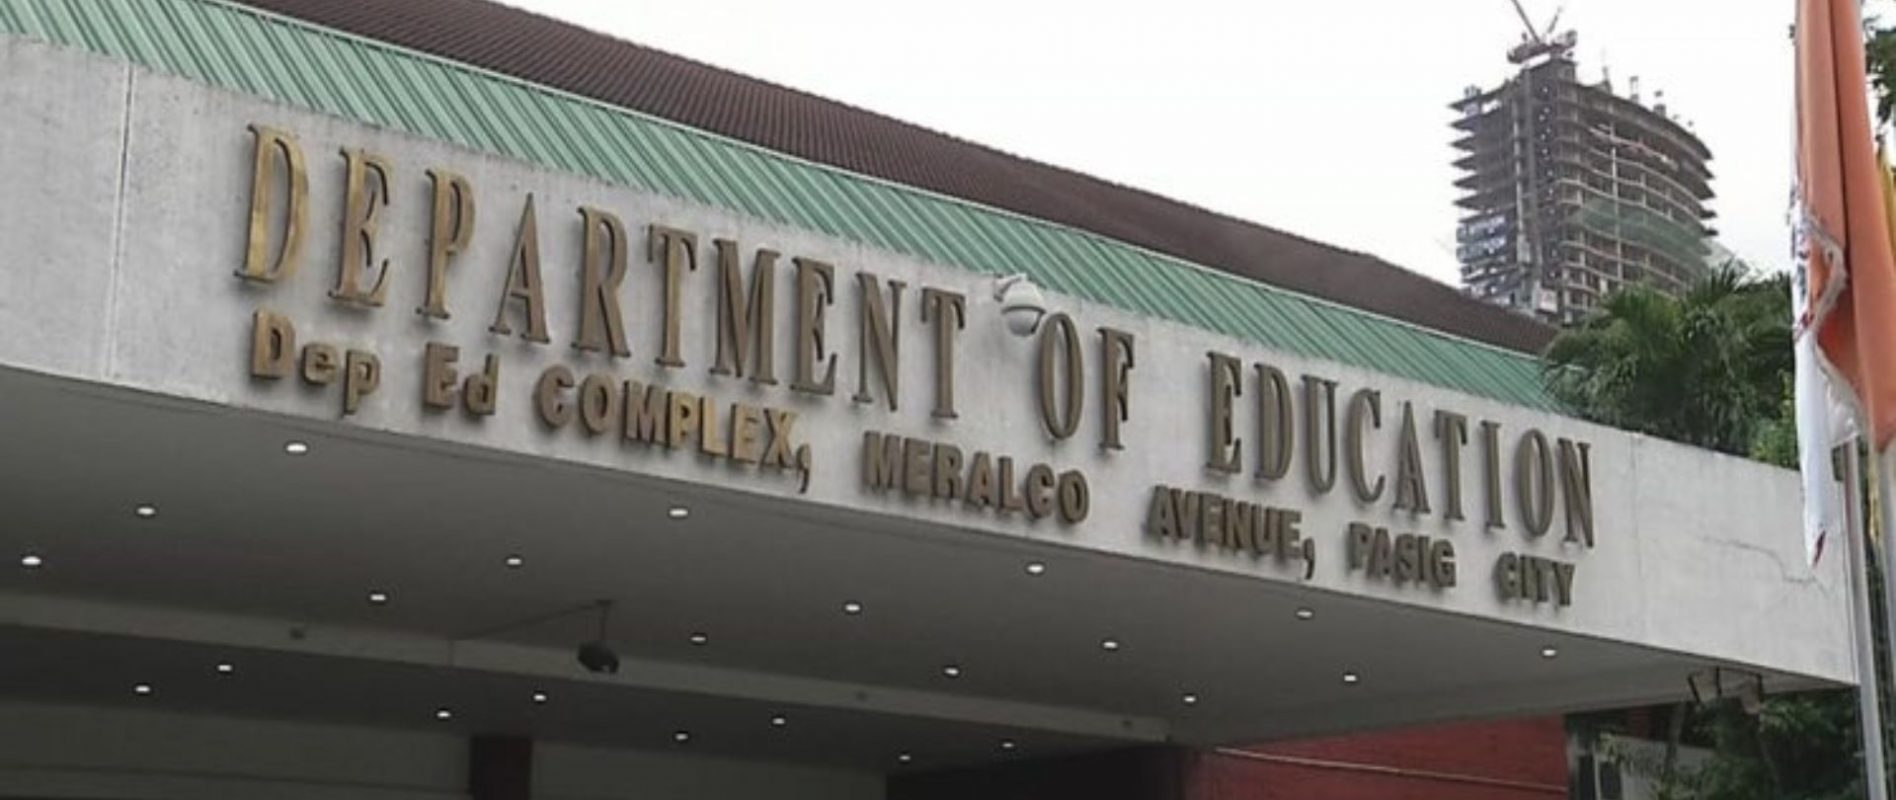 DEPARTMENT OF EDUCATION
Dep Ed COMPLEX, MERALCO AVENUE, PASIG CITY